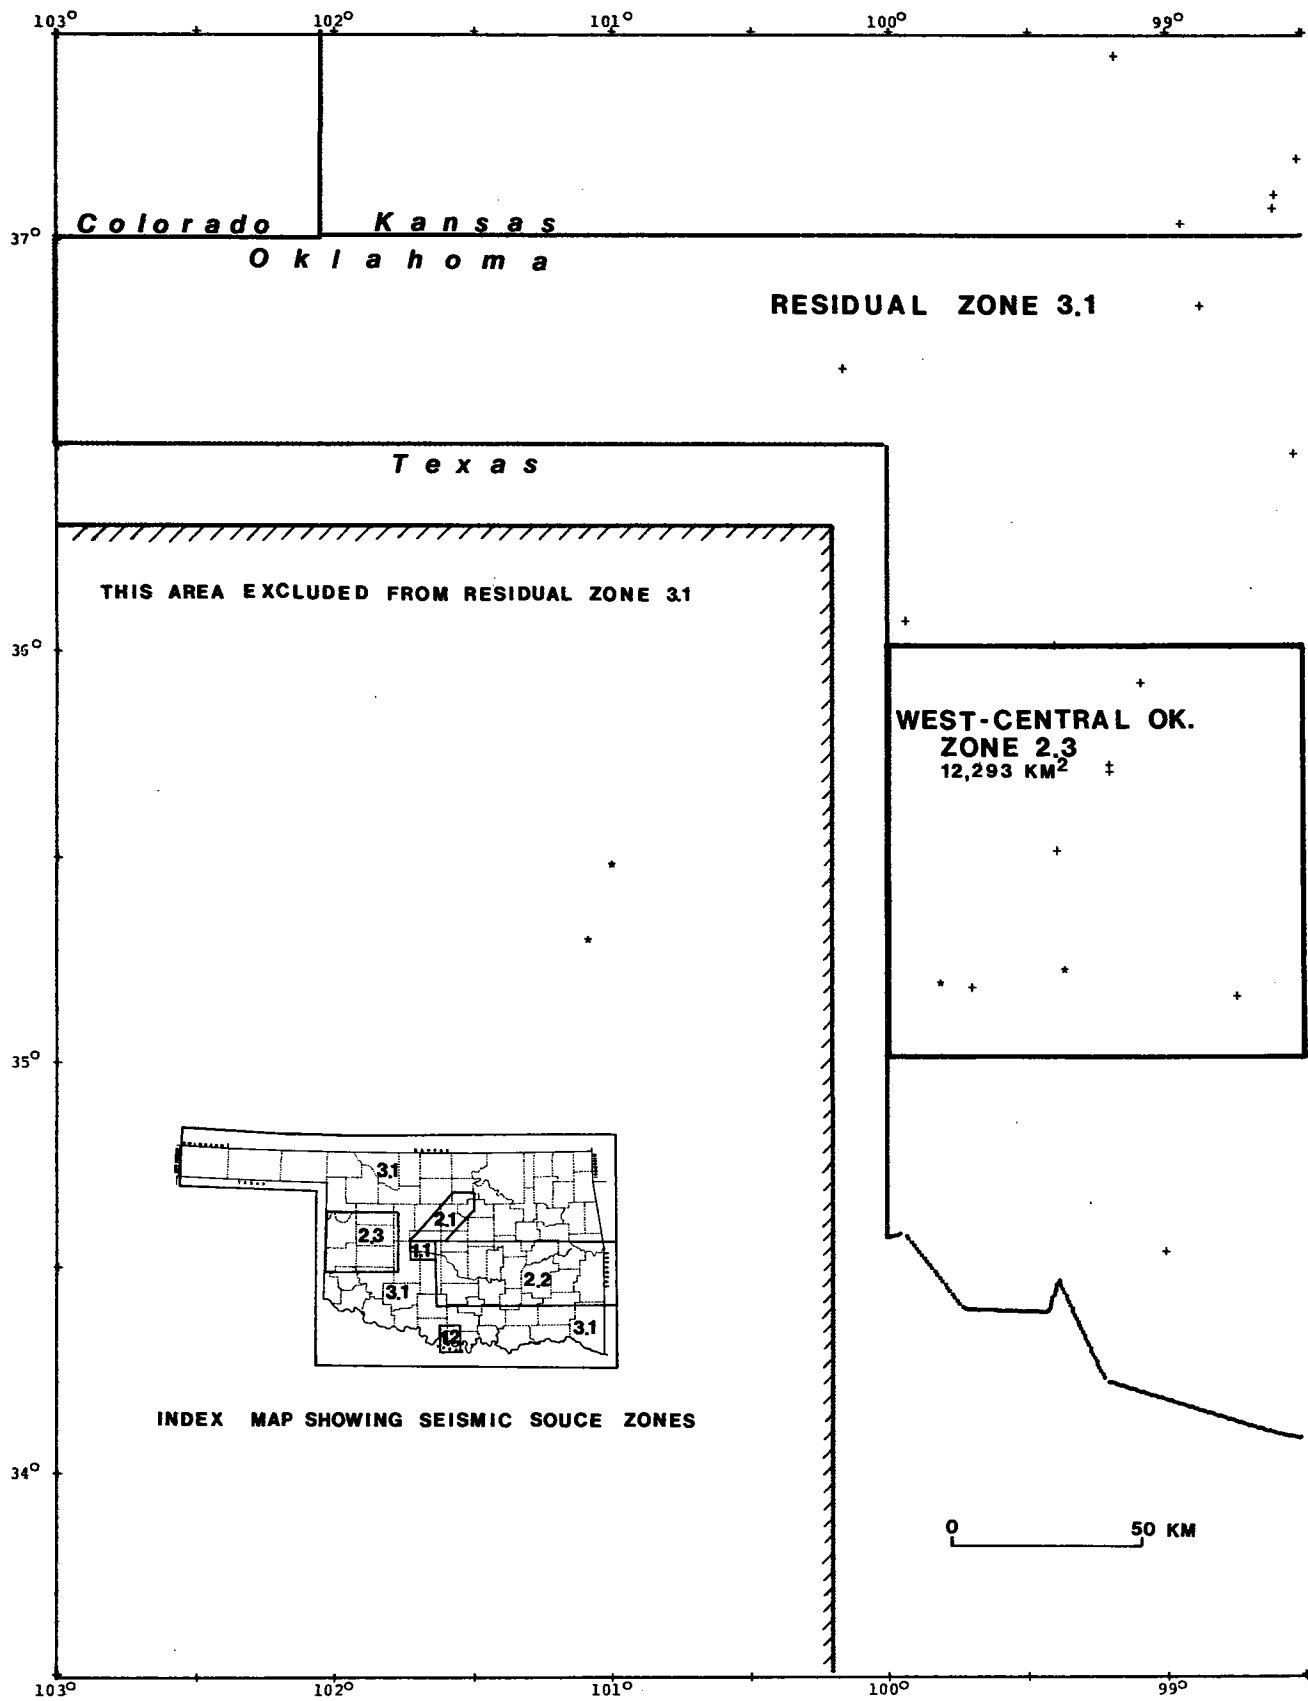 103° 102° 101° 100° 99°
Colorado Kansas
37°
Oklahoma
RESIDUAL ZONE 3.1
Texas
THIS AREA EXCLUDED FROM RESIDUAL ZONE 3.1
36°
WEST-CENTRAL OK.
ZONE 2.3
12,293 KM²
35°
3.1
2.1
2.3
1.1
2.2
3.1
3.1
1.2
INDEX MAP SHOWING SEISMIC SOUCE ZONES
34°
0 50 KM
103° 102° 101° 100° 99°